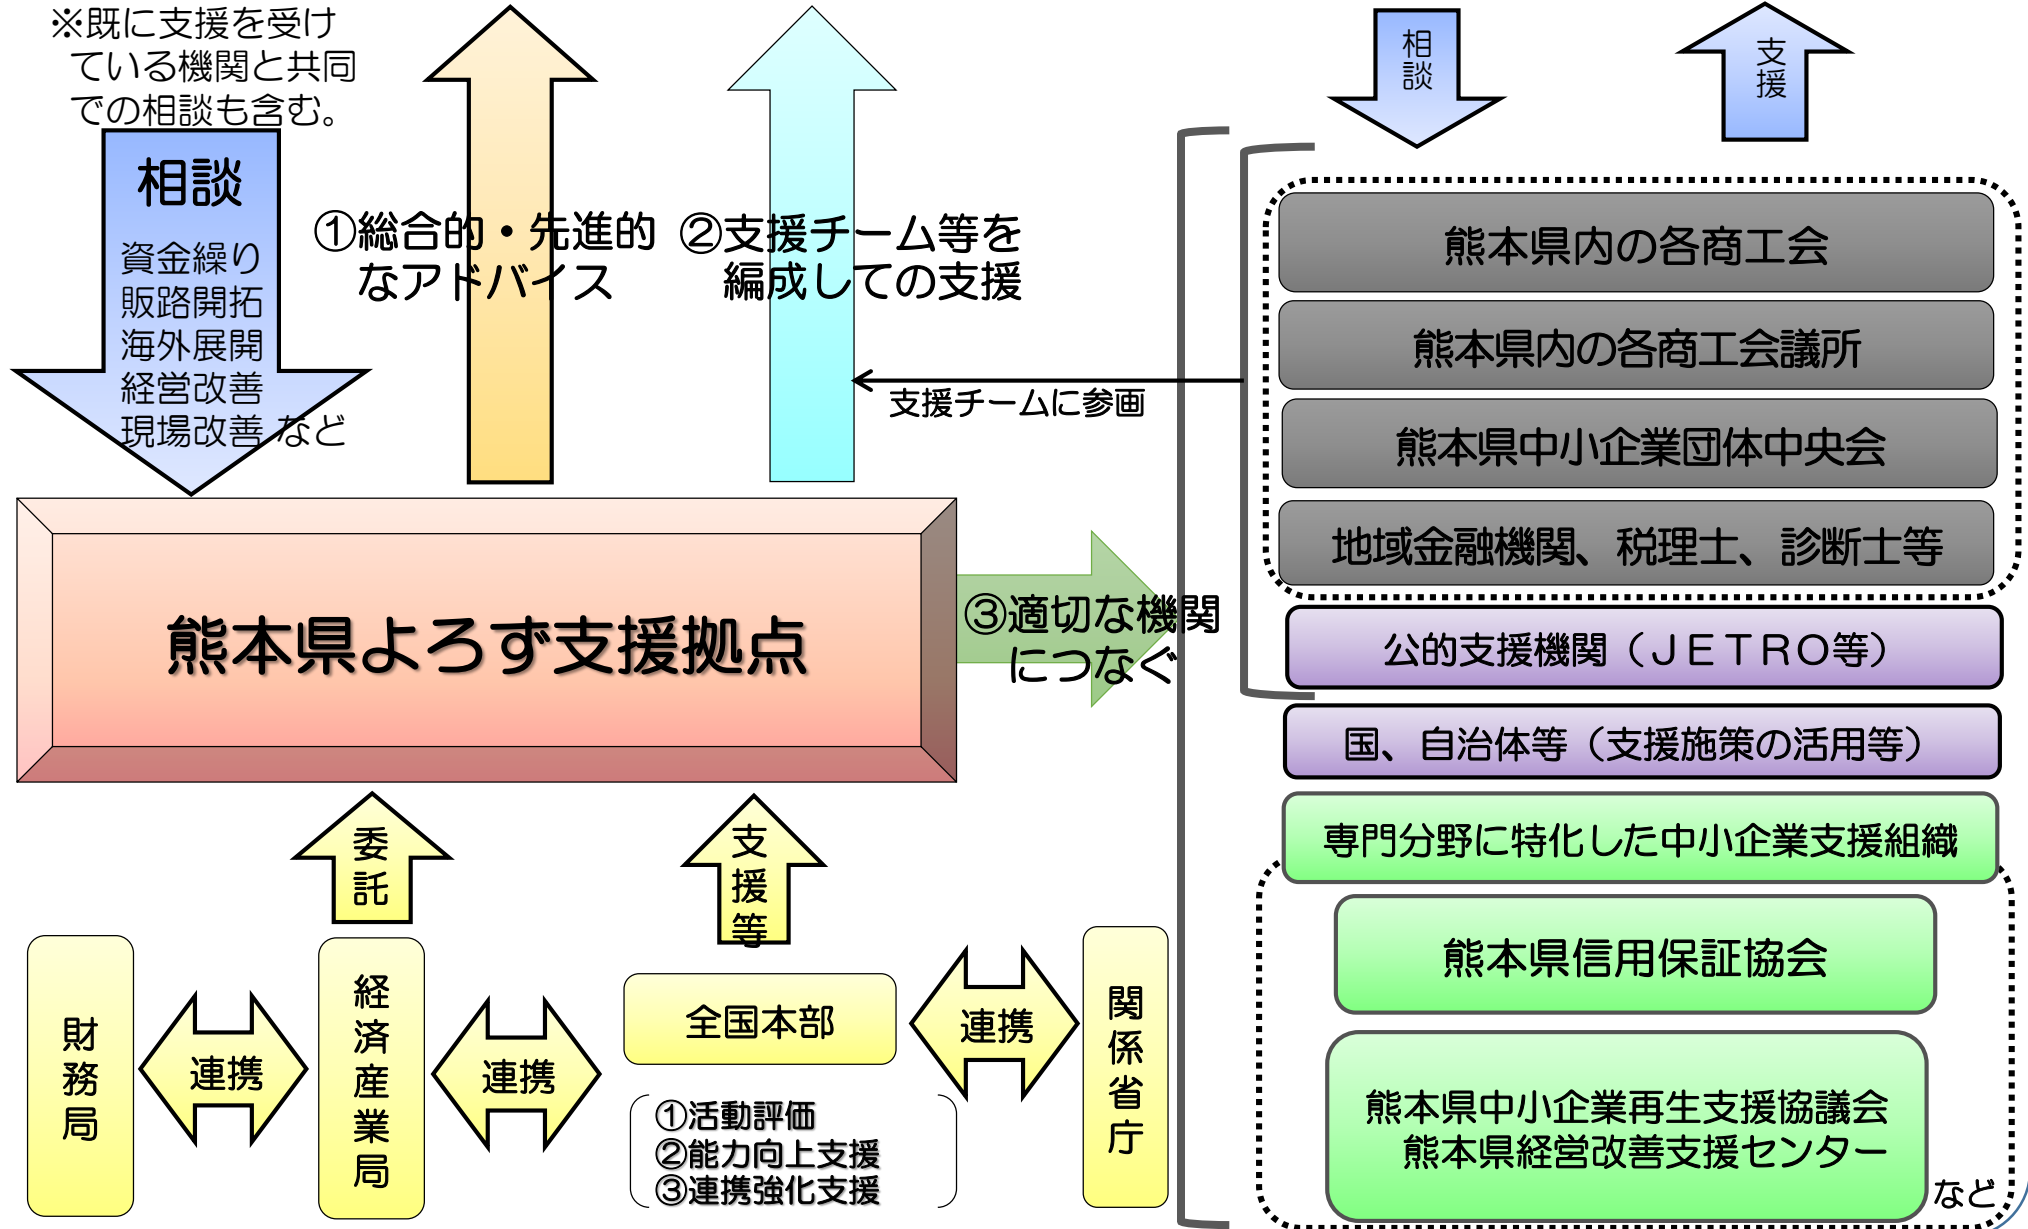 ※既に支援を受け
ている機関と共同
での相談も含む。
相談
資金繰り
販路開拓
海外展開
経営改善
現場改善 など
①総合的・先進的
なアドバイス
②支援チーム等を
編成しての支援
支援チームに参画
相談
支援
熊本県内の各商工会
熊本県内の各商工会議所
熊本県中小企業団体中央会
地域金融機関、税理士、診断士等
公的支援機関（ＪＥＴＲＯ等）
国、自治体等（支援施策の活用等）
専門分野に特化した中小企業支援組織
熊本県信用保証協会
熊本県中小企業再生支援協議会
熊本県経営改善支援センター
など
熊本県よろず支援拠点
③適切な機関
につなぐ
委託
支援等
財務局
連携
経済産業局
連携
全国本部
連携
関係省庁
①活動評価
②能力向上支援
③連携強化支援